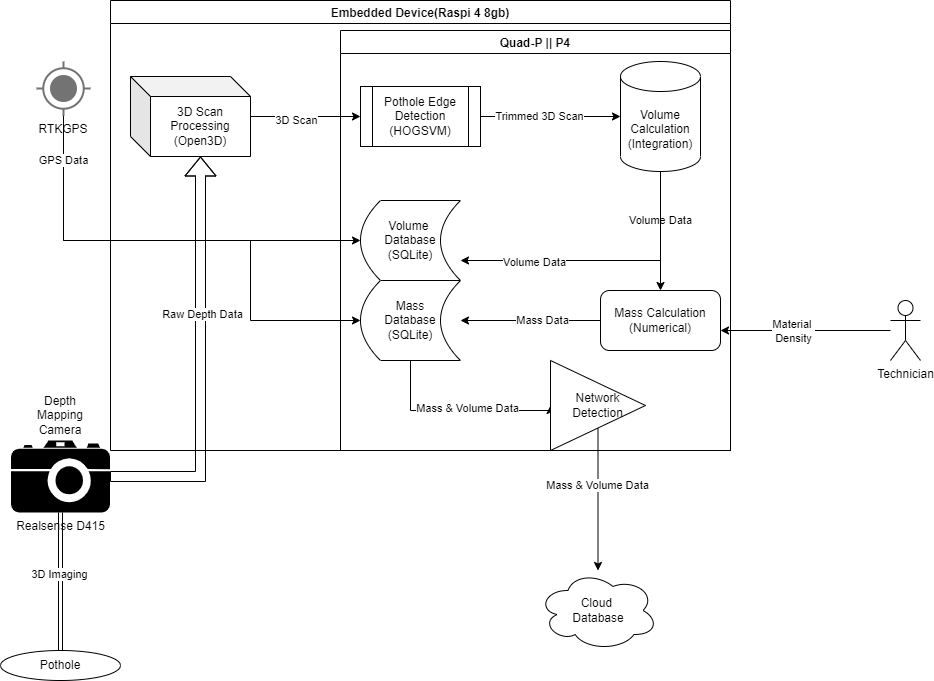 Embedded Device(Raspi 4 8gb)
Quad-P || P4
RTKGPS
GPS Data
3D Scan
Processing
(Open3D)
3D Scan
Pothole Edge
Detection
(HOGSVM)
Trimmed 3D Scan
Volume
Calculation
(Integration)
Volume Data
Volume
Database
(SQLite)
Volume Data
Raw Depth Data
Mass
Database
(SQLite)
Mass Data
Mass Calculation
(Numerical)
Material
Density
Technician
Depth
Mapping
Camera
Mass & Volume Data
Network
Detection
Mass & Volume Data
Realsense D415
3D Imaging
Cloud
Database
Pothole